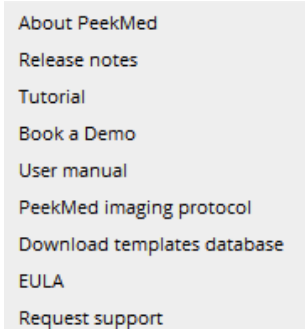 About PeekMed
Release notes
Tutorial
Book a Demo
User manual
PeekMed imaging protocol
Download templates database
EULA
Request support